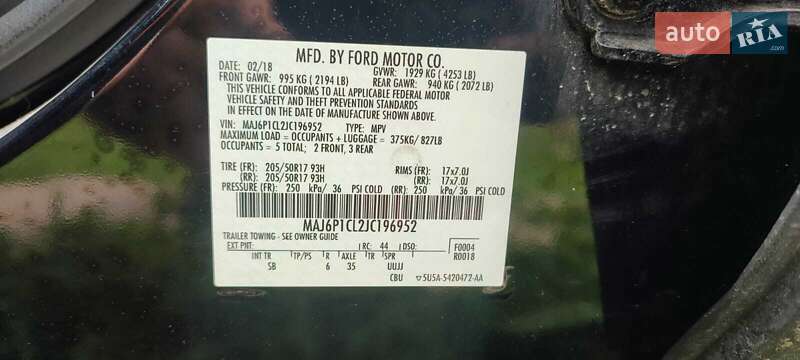 auto RIA.com
MFD. BY FORD MOTOR CO.
DATE: 02/18 GVWR: 1929 KG ( 4253 LB)
FRONT GAWR: 995 KG ( 2194 LB) REAR GAWR: 940 KG ( 2072 LB)
THIS VEHICLE CONFORMS TO ALL APPLICABLE FEDERAL MOTOR
VEHICLE SAFETY AND THEFT PREVENTION STANDARDS
IN EFFECT ON THE DATE OF MANUFACTURE SHOWN ABOVE.
VIN: MAJ6P1CL2JC196952 TYPE: MPV
MAXIMUM LOAD = OCCUPANTS + LUGGAGE = 375KG/ 827LB
OCCUPANTS = 5 TOTAL; 2 FRONT, 3 REAR
TIRE (FR): 205/50R17 93H RIMS (FR): 17x7.0J
(RR): 205/50R17 93H (RR): 17x7.0J
PRESSURE (FR): 250 kPa/ 36 PSI COLD (RR): 250 kPa/ 36 PSI COLD
MAJ6P1CL2JC196952
TRAILER TOWING - SEE OWNER GUIDE
EXT PNT: RC: 44 DSO: F0004
R0018
INT TR TP/PS R AXLE TR SPR
SB 6 35 UUJJ
CBU 5U5A-5420472-AA